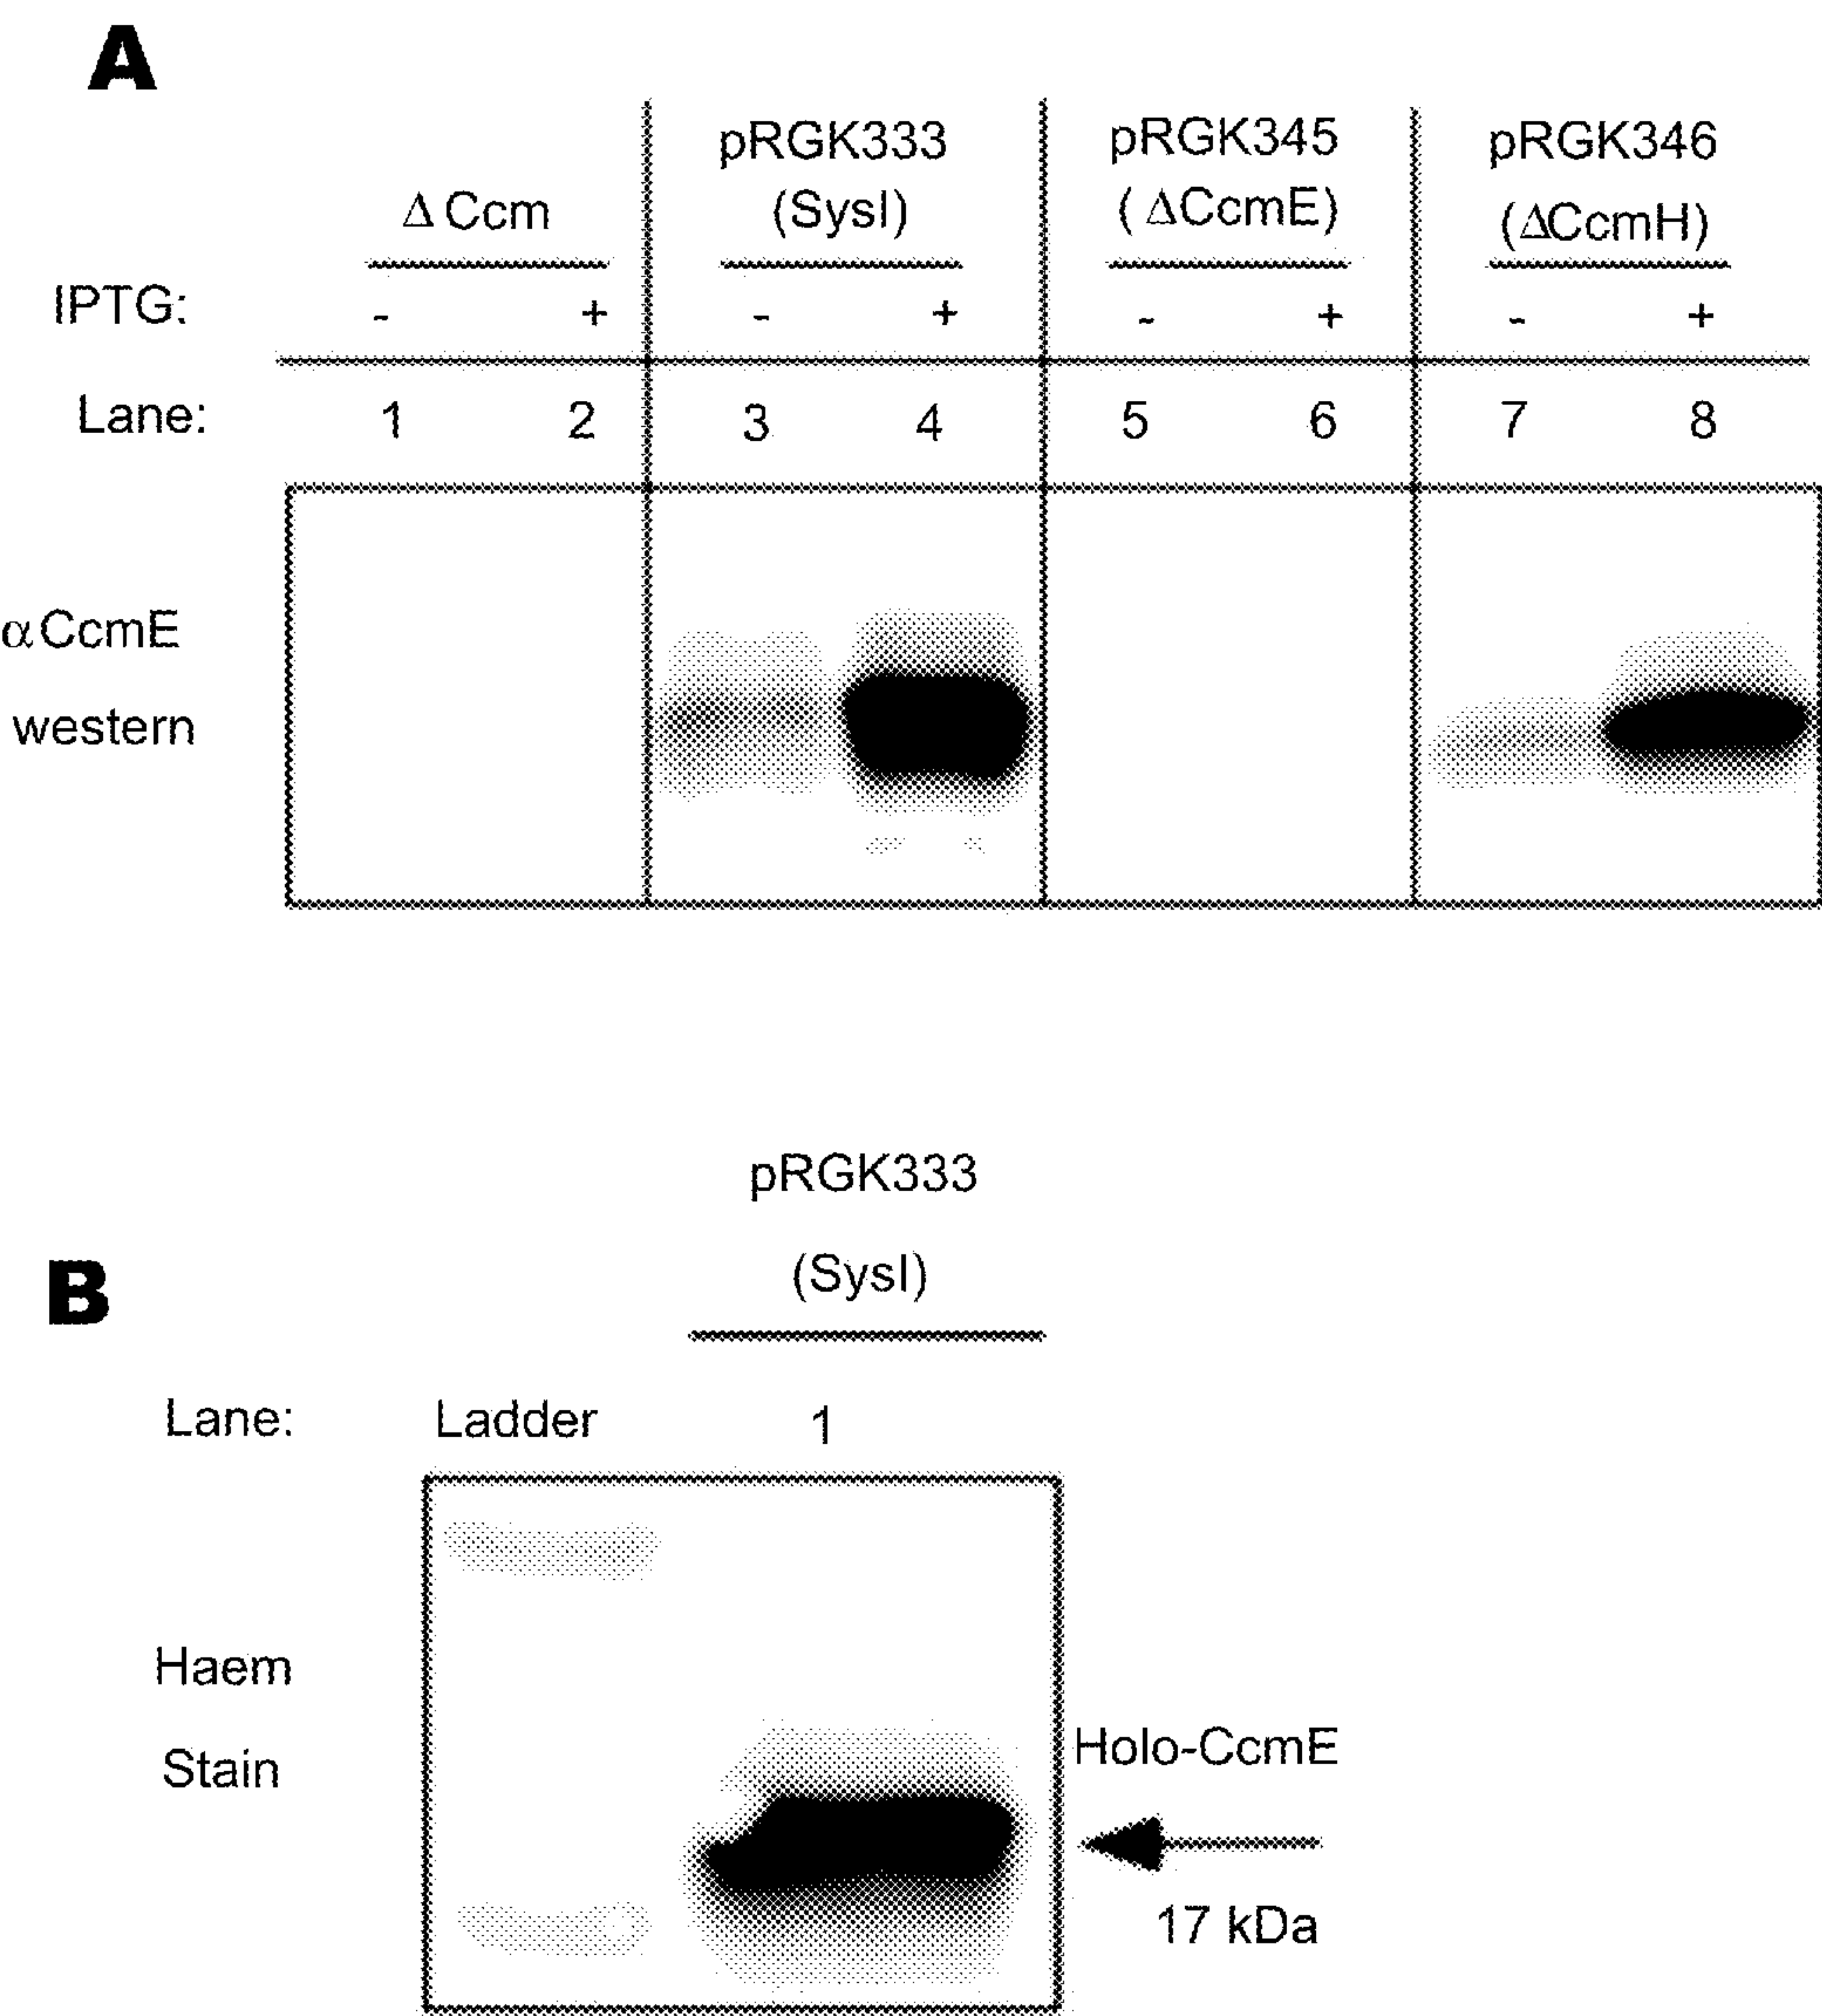 A
Δ Ccm
pRGK333
(SysI)
pRGK345
( ΔCcmE)
pRGK346
(ΔCcmH)
IPTG: - + - + - + - +
Lane: 1 2 3 4 5 6 7 8
αCcmE
western
B
pRGK333
(SysI)
Lane: Ladder 1
Haem
Stain
Holo-CcmE
17 kDa